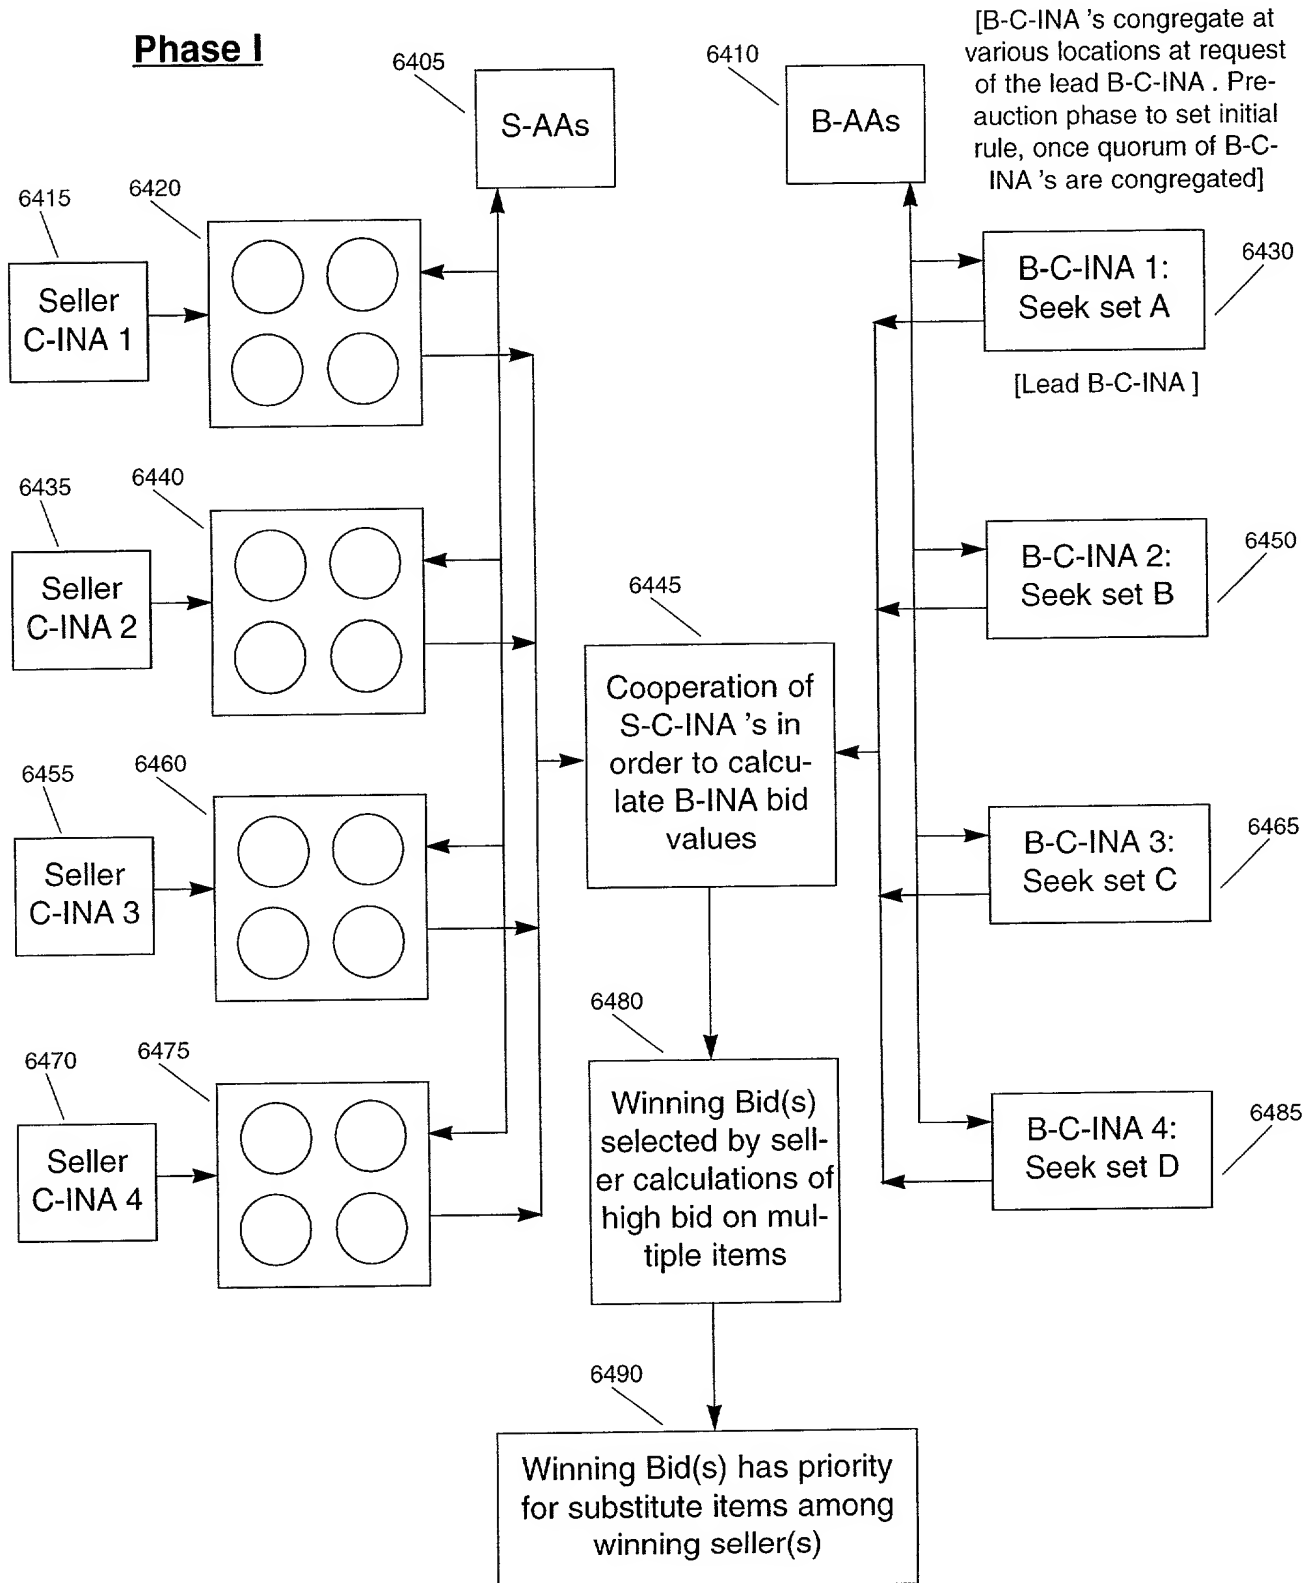 Phase I
6405
S-AAs
6410
B-AAs
[B-C-INA 's congregate at
various locations at request
of the lead B-C-INA . Pre-
auction phase to set initial
rule, once quorum of B-C-
INA 's are congregated]
6415
Seller
C-INA 1
6420
B-C-INA 1:
Seek set A
6430
[Lead B-C-INA ]
6435
Seller
C-INA 2
6440
B-C-INA 2:
Seek set B
6450
6445
Cooperation of
S-C-INA 's in
order to calcu-
late B-INA bid
values
6455
Seller
C-INA 3
6460
B-C-INA 3:
Seek set C
6465
6470
Seller
C-INA 4
6475
6480
Winning Bid(s)
selected by sell-
er calculations of
high bid on mul-
tiple items
B-C-INA 4:
Seek set D
6485
6490
Winning Bid(s) has priority
for substitute items among
winning seller(s)